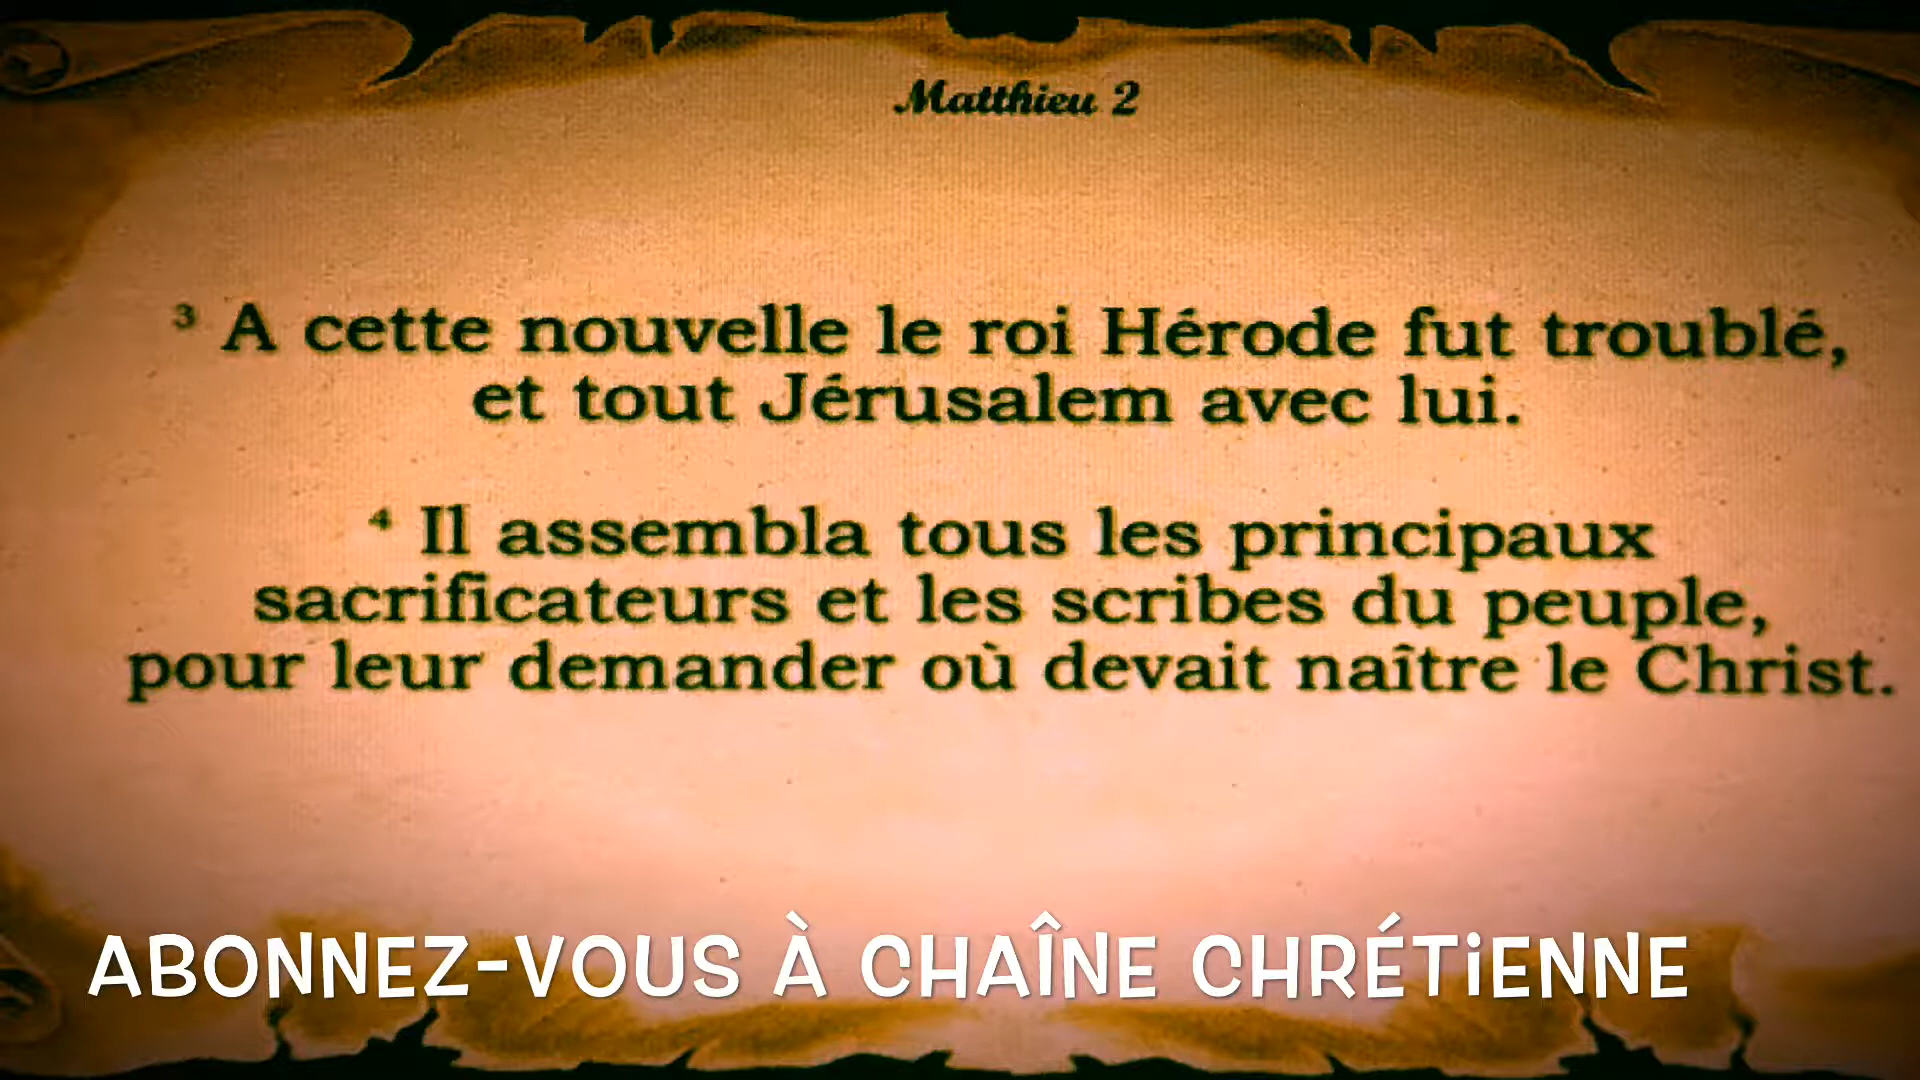 Matthieu 2
³ A cette nouvelle le roi Hérode fut troublé,
et tout Jérusalem avec lui.
⁴ Il assembla tous les principaux
sacrificateurs et les scribes du peuple,
pour leur demander où devait naître le Christ.
ABONNEZ-VOUS À CHAÎNE CHRÉTiENNE